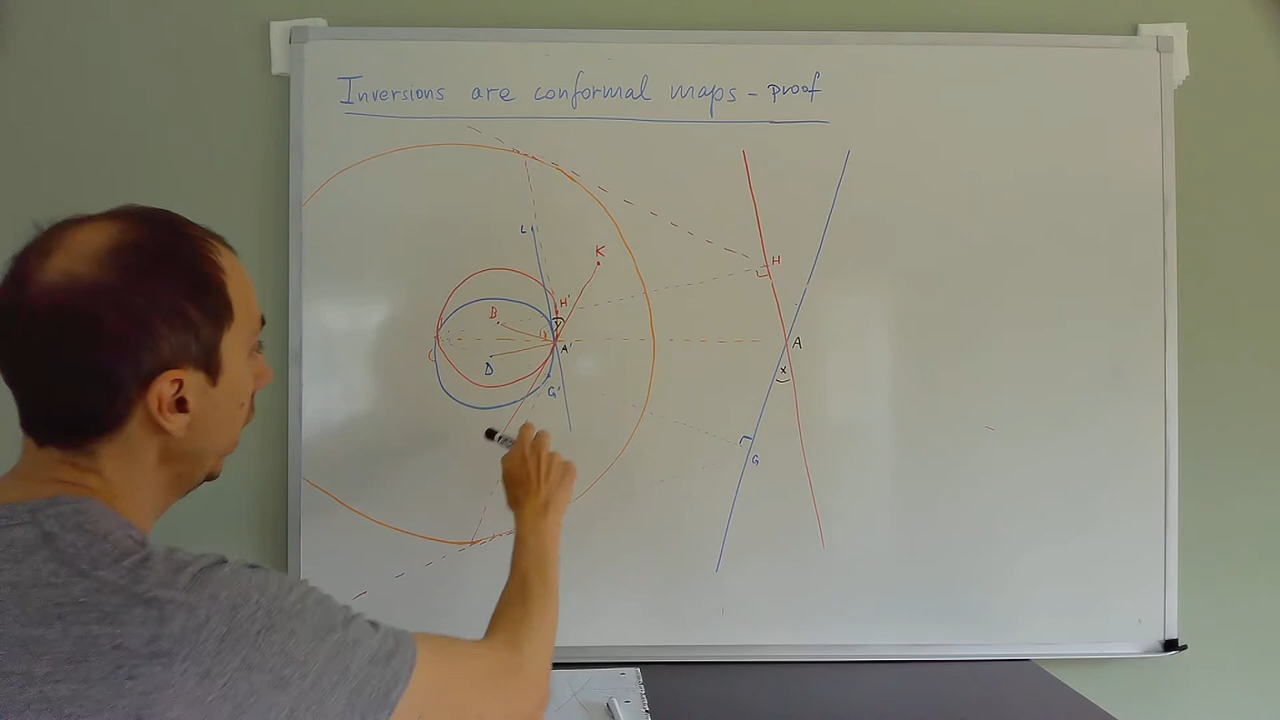 Inversions are conformal maps - proof
L
K
H
H'
B
y
A'
A
C
D
x
G'
G